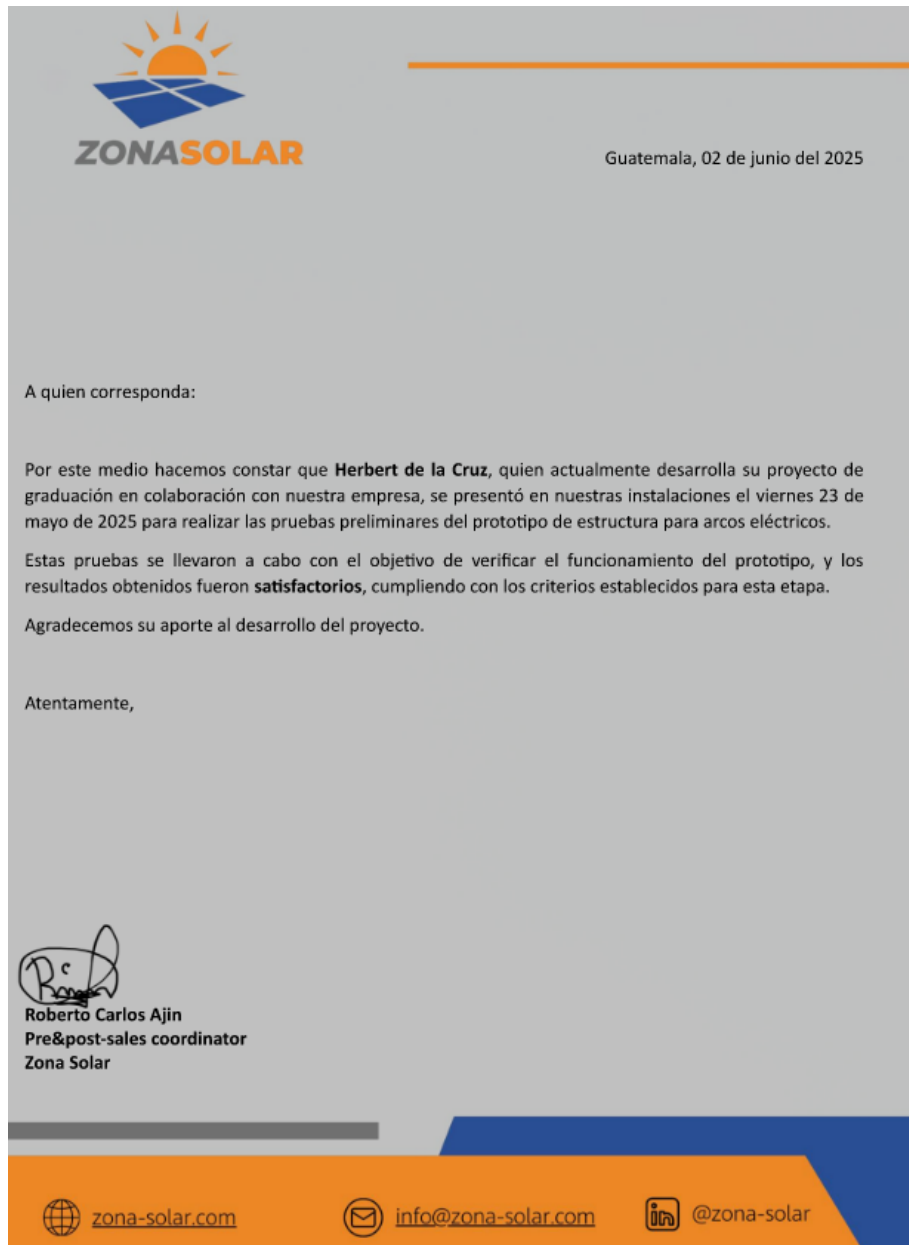 ZONASOLAR
Guatemala, 02 de junio del 2025
A quien corresponda:
Por este medio hacemos constar que Herbert de la Cruz, quien actualmente desarrolla su proyecto de
graduación en colaboración con nuestra empresa, se presentó en nuestras instalaciones el viernes 23 de
mayo de 2025 para realizar las pruebas preliminares del prototipo de estructura para arcos eléctricos.
Estas pruebas se llevaron a cabo con el objetivo de verificar el funcionamiento del prototipo, y los
resultados obtenidos fueron satisfactorios, cumpliendo con los criterios establecidos para esta etapa.
Agradecemos su aporte al desarrollo del proyecto.
Atentamente,
Roberto Carlos Ajin
Pre&post-sales coordinator
Zona Solar
zona-solar.com
info@zona-solar.com
@zona-solar